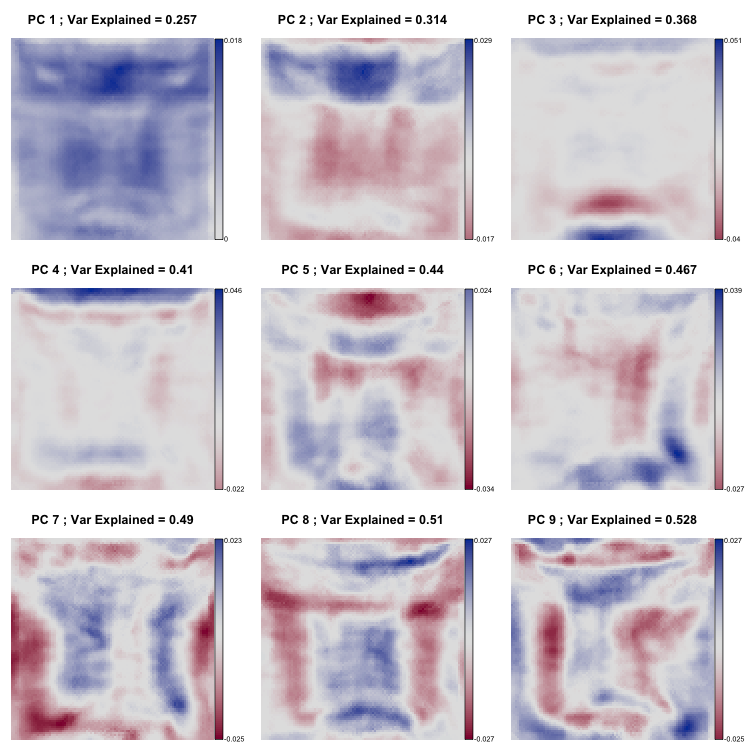 PC 1 ; Var Explained = 0.257
0.018
0
PC 2 ; Var Explained = 0.314
0.029
-0.017
PC 3 ; Var Explained = 0.368
0.051
-0.04
PC 4 ; Var Explained = 0.41
0.046
-0.022
PC 5 ; Var Explained = 0.44
0.024
-0.034
PC 6 ; Var Explained = 0.467
0.039
-0.027
PC 7 ; Var Explained = 0.49
0.023
-0.025
PC 8 ; Var Explained = 0.51
0.027
-0.027
PC 9 ; Var Explained = 0.528
0.027
-0.025